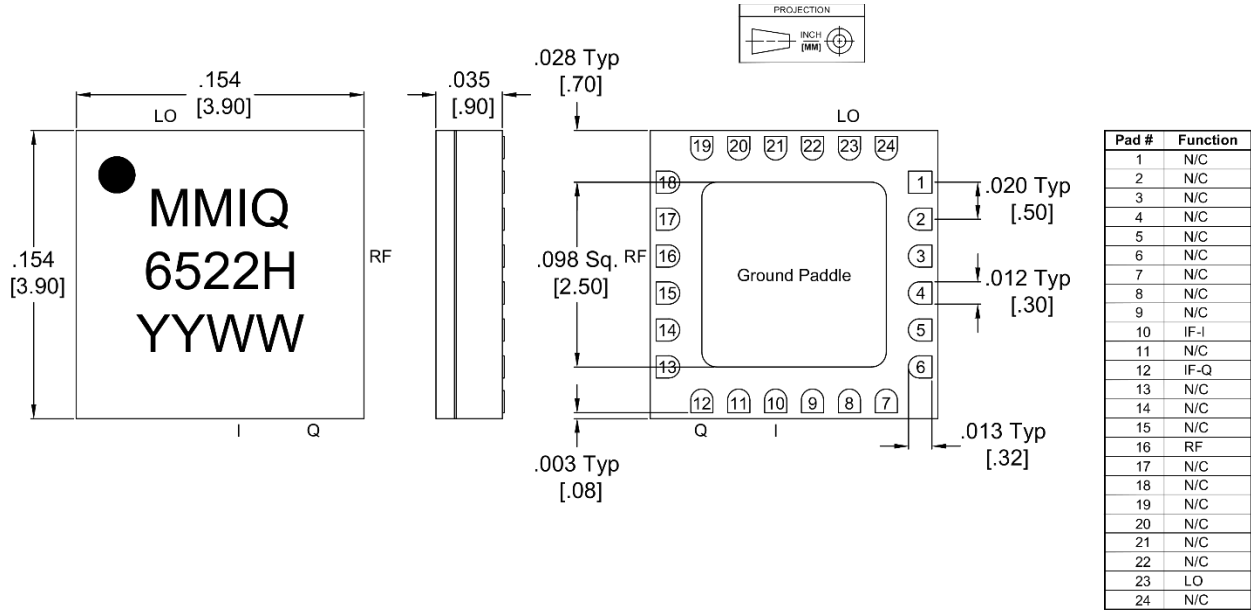 PROJECTION
INCH
[MM]
.154
[3.90]
LO
.154
[3.90]
MMIQ
6522H
YYWW
RF
I Q
.035
[.90]
.028 Typ
[.70]
LO
19 20 21 22 23 24
18
17
16
15
14
13
RF
.098 Sq.
[2.50]
Ground Paddle
1
2
3
4
5
6
12 11 10 9 8 7
Q I
.020 Typ
[.50]
.012 Typ
[.30]
.013 Typ
[.32]
.003 Typ
[.08]
Pad # Function
1 N/C
2 N/C
3 N/C
4 N/C
5 N/C
6 N/C
7 N/C
8 N/C
9 N/C
10 IF-I
11 N/C
12 IF-Q
13 N/C
14 N/C
15 N/C
16 RF
17 N/C
18 N/C
19 N/C
20 N/C
21 N/C
22 N/C
23 LO
24 N/C